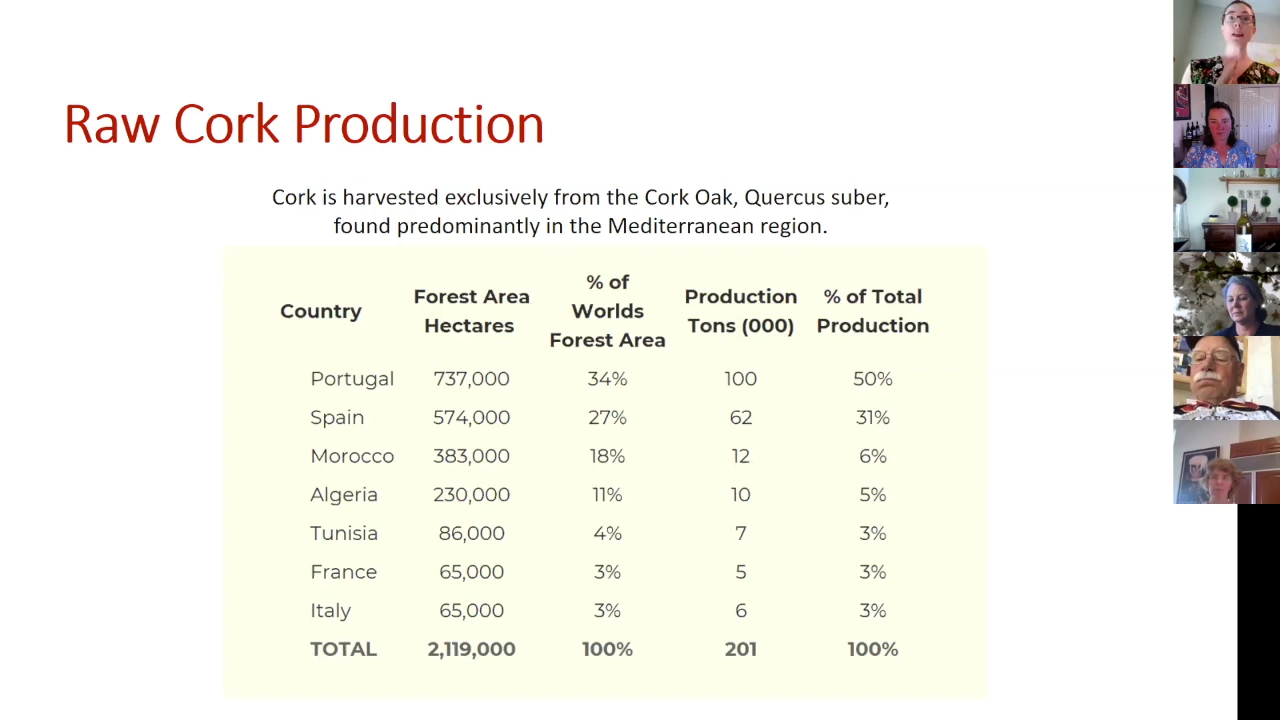 Raw Cork Production
Cork is harvested exclusively from the Cork Oak, Quercus suber,
found predominantly in the Mediterranean region.
Country Forest Area Hectares % of Worlds Forest Area Production Tons (000) % of Total Production
Portugal 737,000 34% 100 50%
Spain 574,000 27% 62 31%
Morocco 383,000 18% 12 6%
Algeria 230,000 11% 10 5%
Tunisia 86,000 4% 7 3%
France 65,000 3% 5 3%
Italy 65,000 3% 6 3%
TOTAL 2,119,000 100% 201 100%